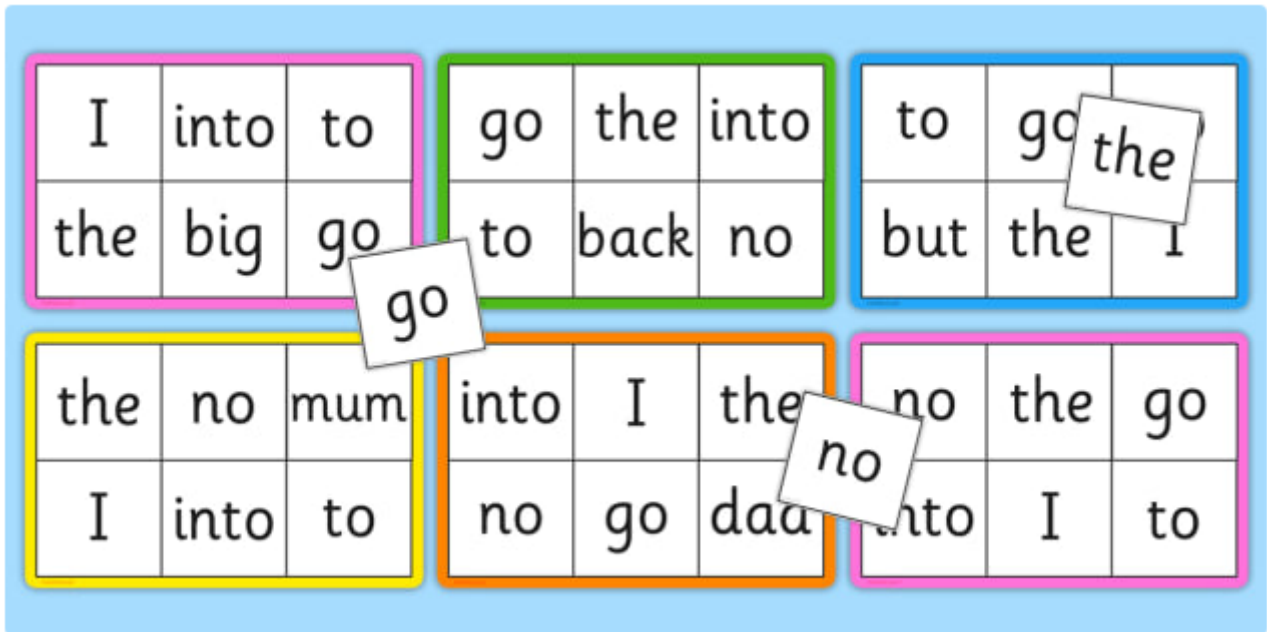 I into to
the big go
go the into
to back no
to go
but the I
the
go
the no mum
I into to
into I the
no go dad
no the go
into I to
no